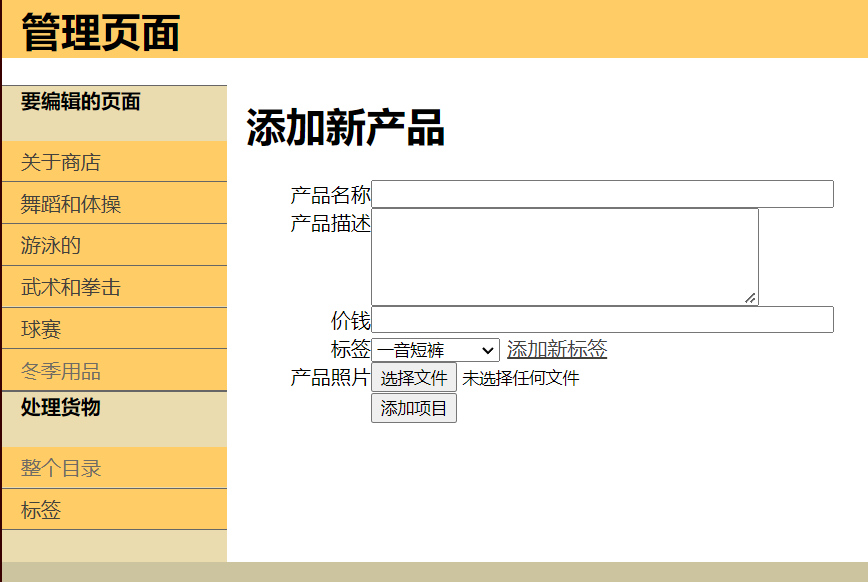 管理页面
要编辑的页面
关于商店
舞蹈和体操
游泳的
武术和拳击
球赛
冬季用品
处理货物
整个目录
标签
添加新产品
产品名称
产品描述
价钱
标签 一音短裤 添加新标签
产品照片 选择文件 未选择任何文件
添加项目